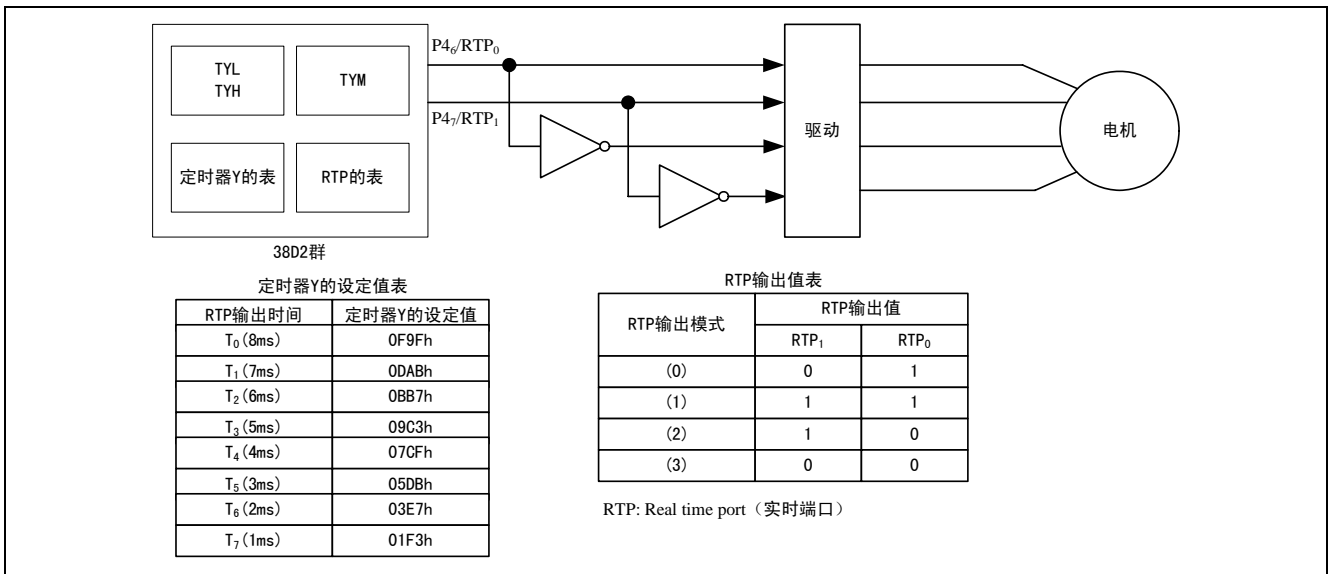 P4₆/RTP₀
TYL
TYH
TYM
P4₇/RTP₁
驱动
电机
定时器Y的表
RTP的表
38D2群
定时器Y的设定值表
RTP输出时间 定时器Y的设定值
T₀(8ms) 0F9Fh
T₁(7ms) 0DABh
T₂(6ms) 0BB7h
T₃(5ms) 09C3h
T₄(4ms) 07CFh
T₅(3ms) 05DBh
T₆(2ms) 03E7h
T₇(1ms) 01F3h
RTP输出值表
RTP输出模式 RTP输出值
RTP₁ RTP₀
(0) 0 1
(1) 1 1
(2) 1 0
(3) 0 0
RTP: Real time port（实时端口）